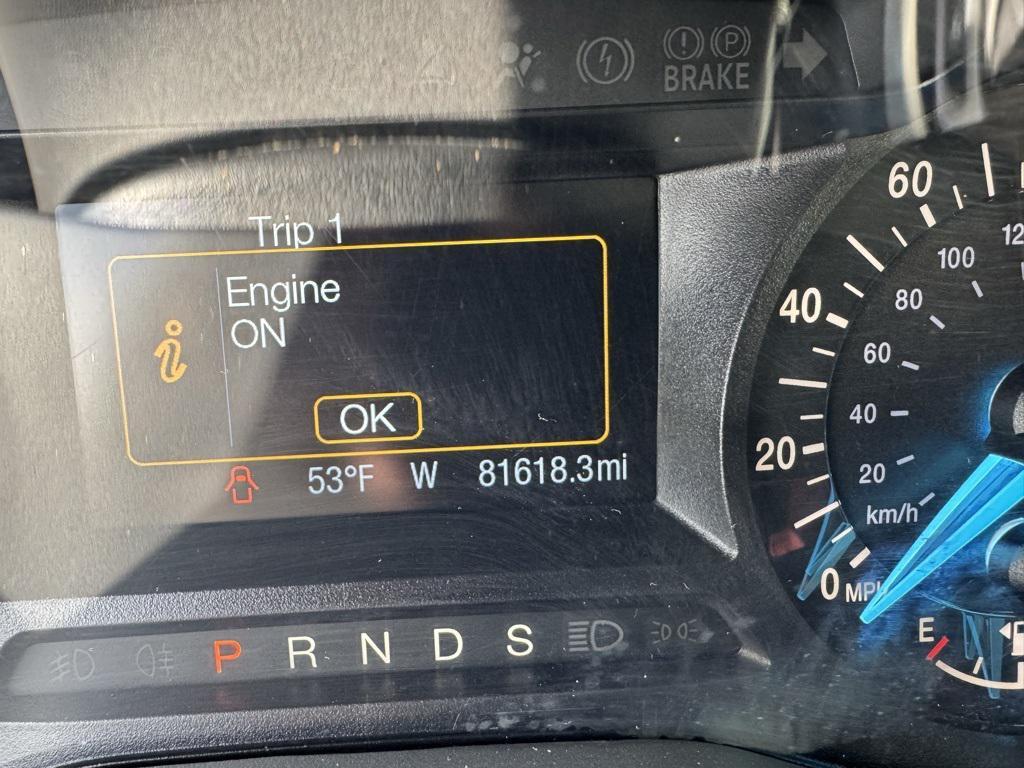 BRAKE
P
Trip 1
Engine
ON
OK
53°F W 81618.3mi
P R N D S
60
40
20
0 MPH
12
100
80
60
40
20
km/h
E